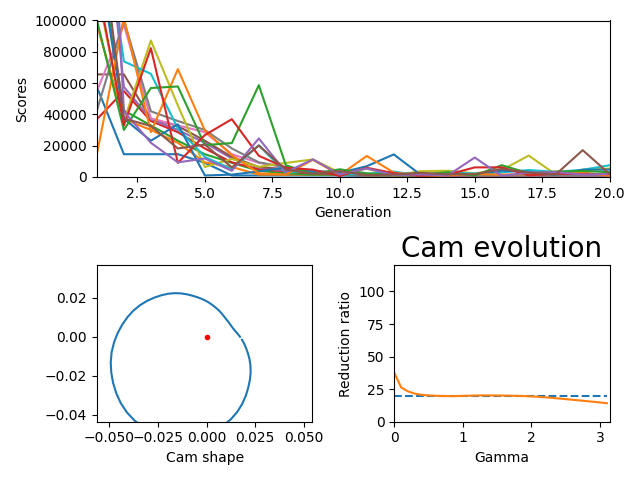 Scores
100000
80000
60000
40000
20000
0
2.5 5.0 7.5 10.0 12.5 15.0 17.5 20.0
Generation
0.02
0.00
−0.02
−0.04
−0.050 −0.025 0.000 0.025 0.050
Cam shape
Cam evolution
Reduction ratio
100
75
50
25
0
0 1 2 3
Gamma